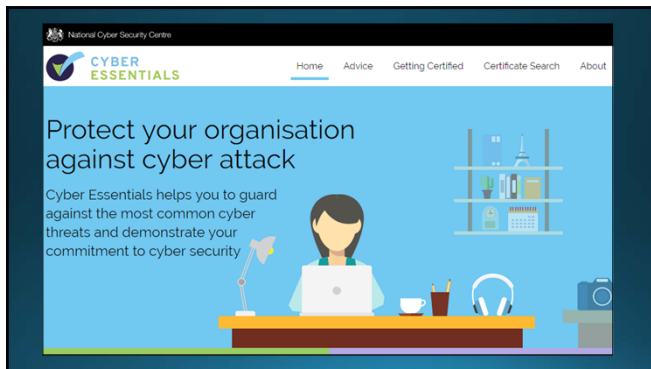 National Cyber Security Centre
CYBER
ESSENTIALS
Home Advice Getting Certified Certificate Search About
Protect your organisation
against cyber attack
Cyber Essentials helps you to guard
against the most common cyber
threats and demonstrate your
commitment to cyber security